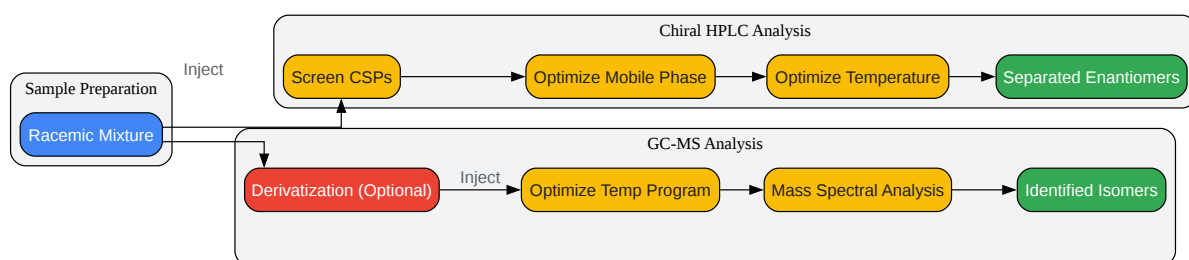 Chiral HPLC Analysis
Inject
Screen CSPs
Optimize Mobile Phase
Optimize Temperature
Separated Enantiomers
Sample Preparation
Racemic Mixture
GC-MS Analysis
Derivatization (Optional)
Inject
Optimize Temp Program
Mass Spectral Analysis
Identified Isomers